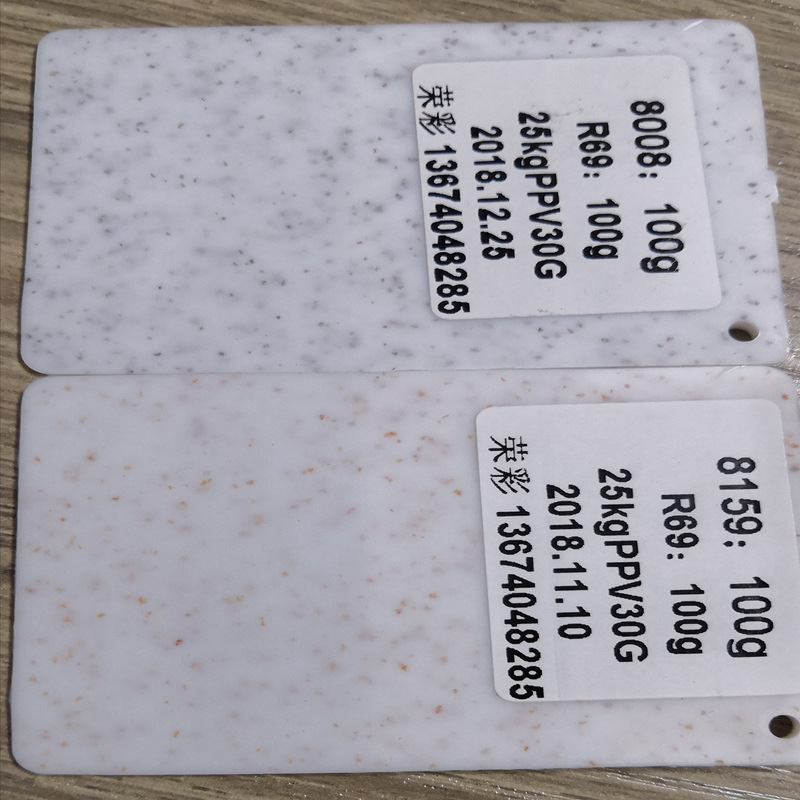 8008: 100g
R69: 100g
25kgPPV30G
2018.12.25
荣彩 13674048285
8159: 100g
R69: 100g
25kgPPV30G
2018.11.10
荣彩 13674048285